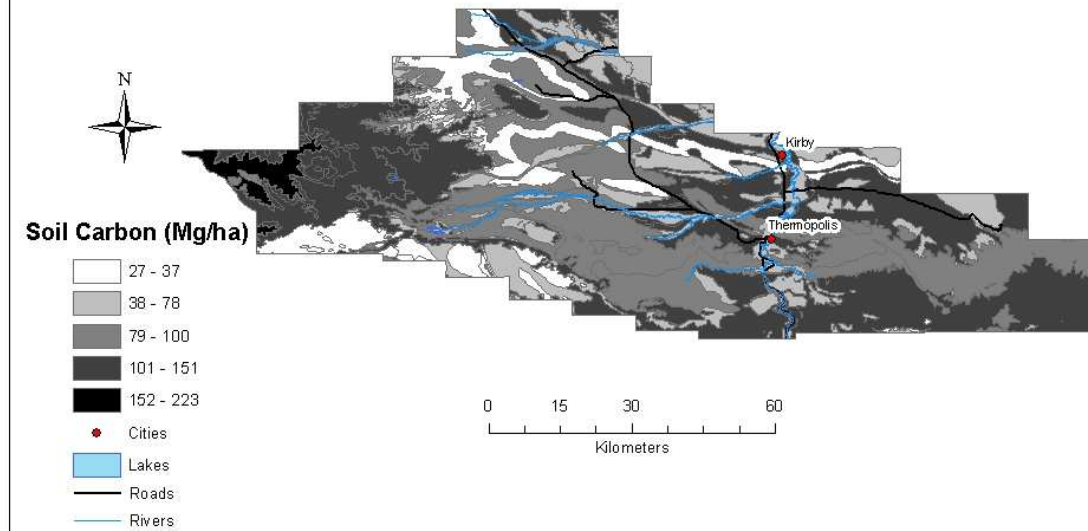 N
Kirby
Thermopolis
Soil Carbon (Mg/ha)
27 - 37
38 - 78
79 - 100
101 - 151
152 - 223
Cities
Lakes
Roads
Rivers
0 15 30 60
Kilometers